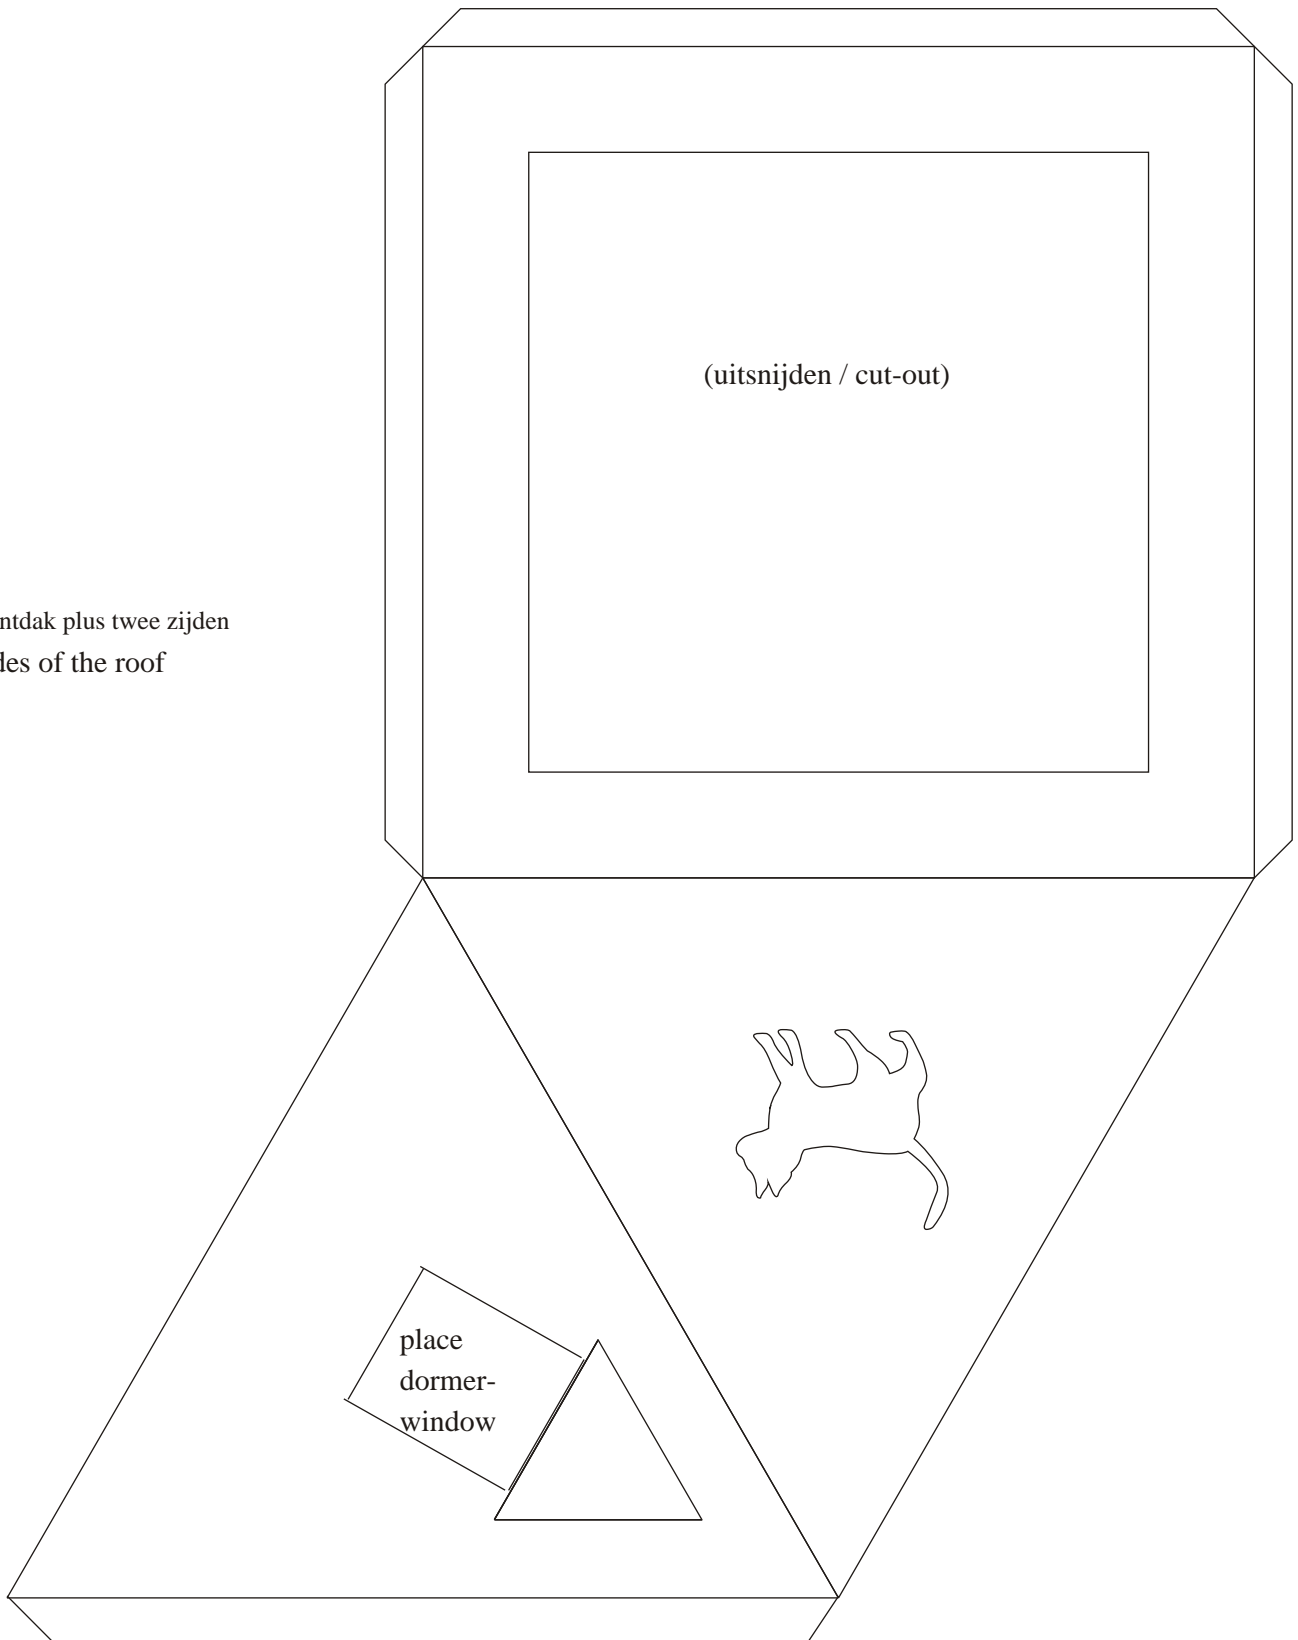 (uitsnijden / cut-out)
ntdak plus twee zijden
des of the roof
place
dormer-
window